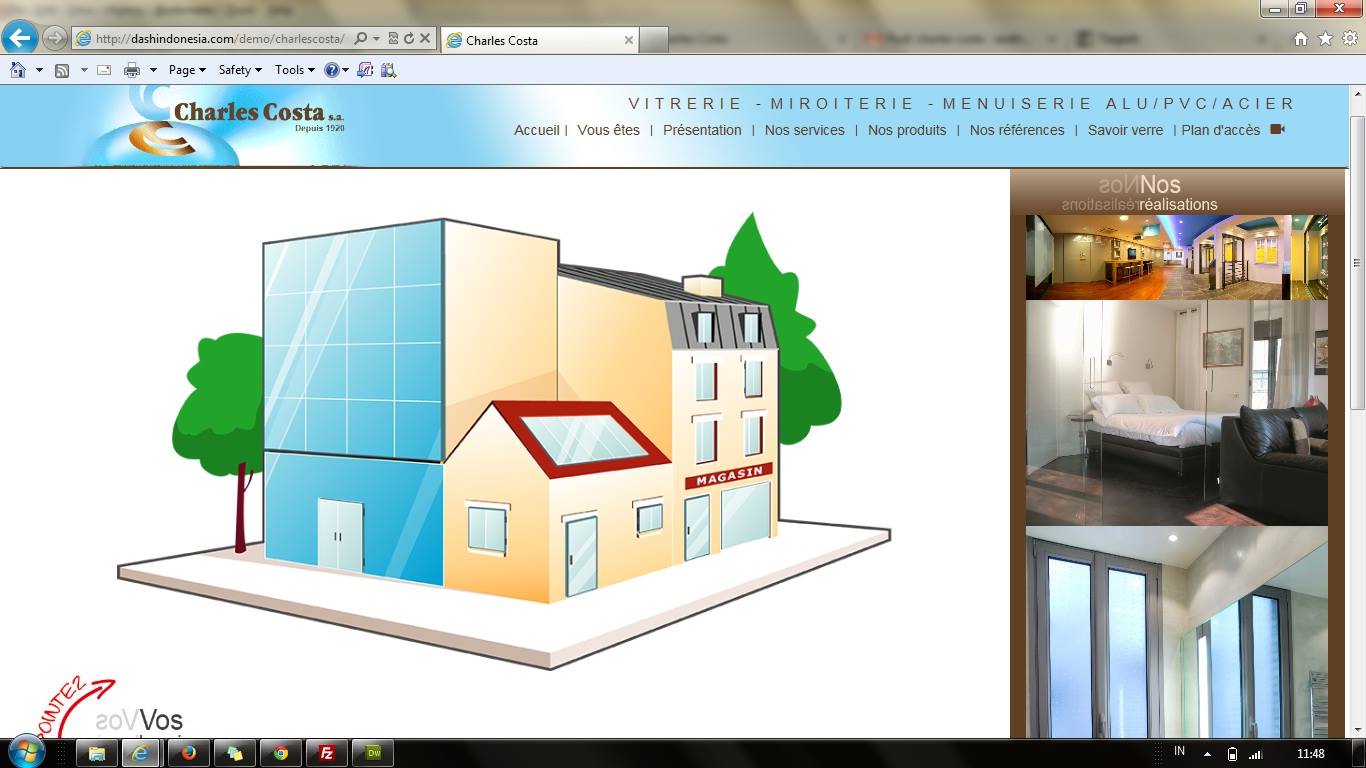 http://dashindonesia.com/demo/charlescosta/
Charles Costa
Page
Safety
Tools
Charles Costa s.a.
Depuis 1920
VITRERIE - MIROITERIE - MENUISERIE ALU/PVC/ACIER
Accueil | Vous êtes | Présentation | Nos services | Nos produits | Nos références | Savoir verre | Plan d'accès
Nos
réalisations
MAGASIN
POINTEZ
Vos
Fz
Dw
IN
11:48